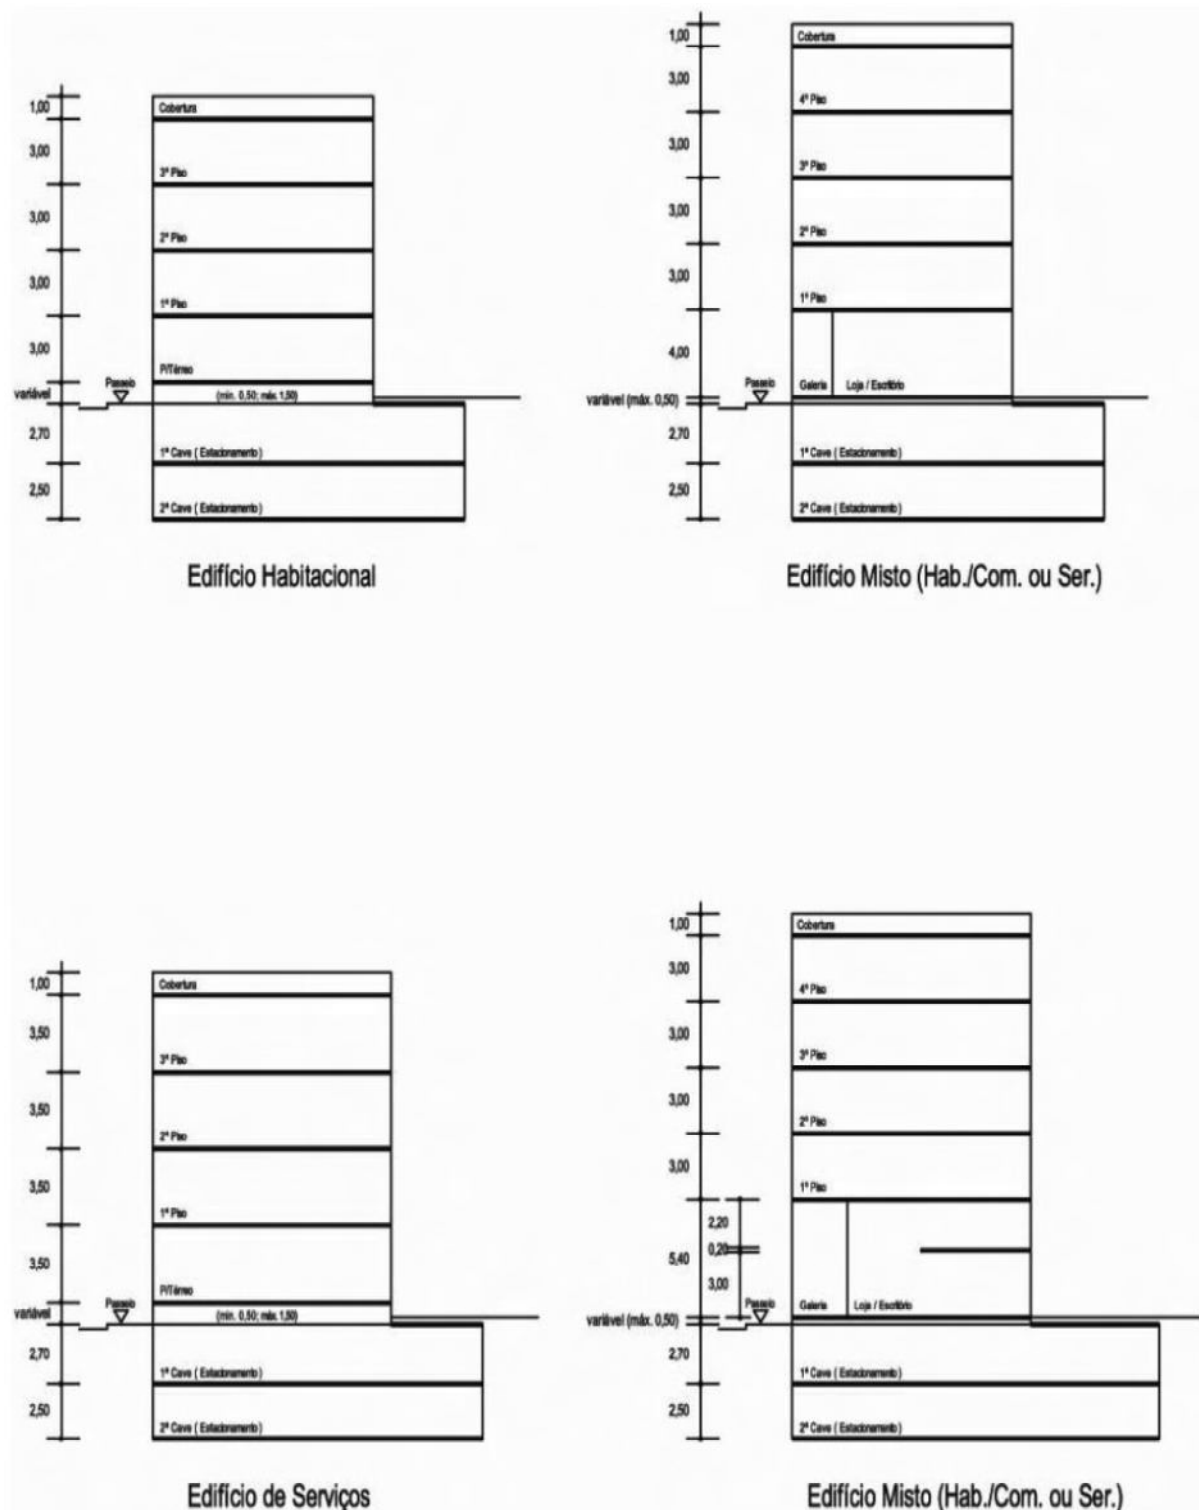 1,00
Cobertura
3,00
3º Piso
3,00
2º Piso
3,00
1º Piso
3,00
P/Térreo
variável
Passeio
(mín. 0,50; máx. 1,50)
2,70
1ª Cave ( Estacionamento )
2,50
2ª Cave ( Estacionamento )
Edifício Habitacional
1,00
Cobertura
3,00
4º Piso
3,00
3º Piso
3,00
2º Piso
3,00
1º Piso
4,00
Galeria
Loja / Escritório
Passeio
variável (máx. 0,50)
2,70
1ª Cave ( Estacionamento )
2,50
2ª Cave ( Estacionamento )
Edifício Misto (Hab./Com. ou Ser.)
1,00
Cobertura
3,50
3º Piso
3,50
2º Piso
3,50
1º Piso
3,50
P/Térreo
variável
Passeio
(mín. 0,50; máx. 1,50)
2,70
1ª Cave ( Estacionamento )
2,50
2ª Cave ( Estacionamento )
Edifício de Serviços
1,00
Cobertura
3,00
4º Piso
3,00
3º Piso
3,00
2º Piso
3,00
1º Piso
2,20
0,20
5,40
3,00
Passeio
Galeria
Loja / Escritório
variável (máx. 0,50)
2,70
1ª Cave ( Estacionamento )
2,50
2ª Cave ( Estacionamento )
Edifício Misto (Hab./Com. ou Ser.)